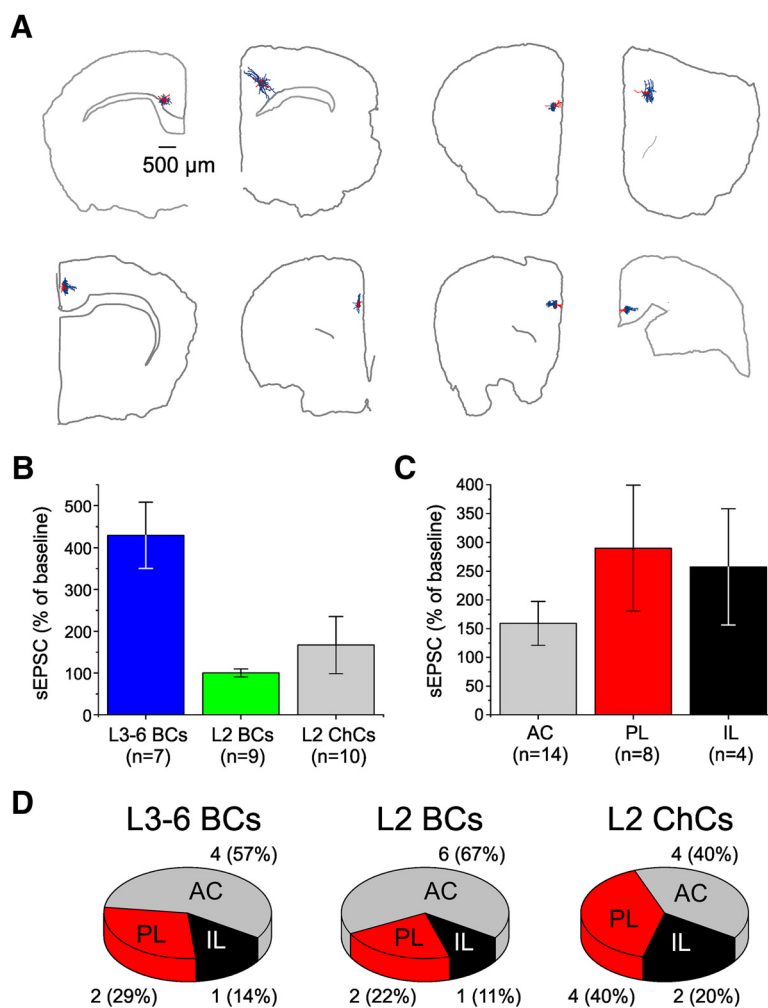 A
500 µm
B
C
sEPSC (% of baseline)
500
400
300
200
100
0
L3-6 BCs
(n=7)
L2 BCs
(n=9)
L2 ChCs
(n=10)
sEPSC (% of baseline)
400
350
300
250
200
150
100
50
0
AC
(n=14)
PL
(n=8)
IL
(n=4)
D
L3-6 BCs
4 (57%)
AC
PL
IL
2 (29%)
1 (14%)
L2 BCs
6 (67%)
AC
PL
IL
2 (22%)
1 (11%)
L2 ChCs
4 (40%)
AC
PL
IL
4 (40%)
2 (20%)